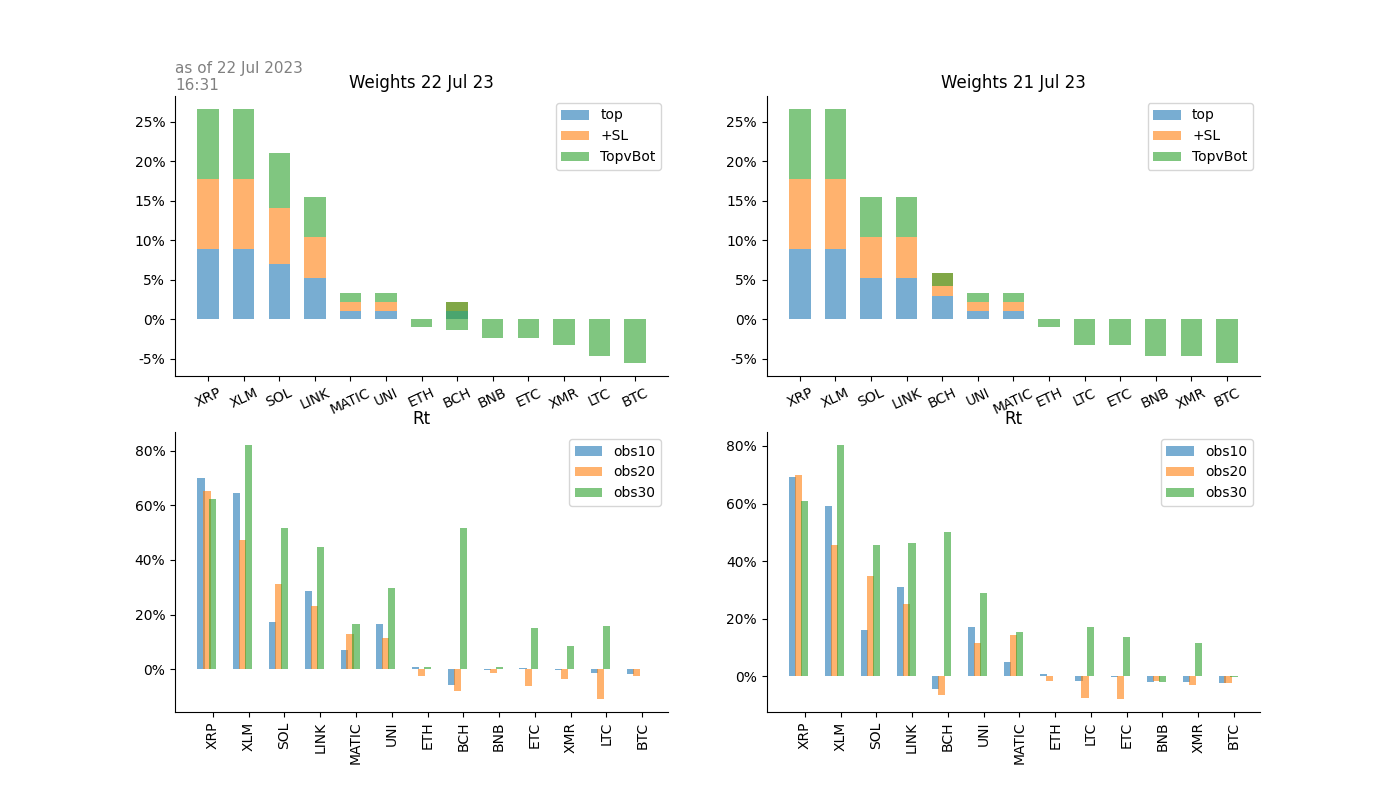 as of 22 Jul 2023
16:31
Weights 22 Jul 23
25%
20%
15%
10%
5%
0%
-5%
top
+SL
TopvBot
XRP XLM SOL LINK MATIC UNI ETH BCH BNB ETC XMR LTC BTC
Weights 21 Jul 23
25%
20%
15%
10%
5%
0%
-5%
top
+SL
TopvBot
XRP XLM SOL LINK BCH UNI MATIC ETH LTC ETC BNB XMR BTC
Rt
80%
60%
40%
20%
0%
obs10
obs20
obs30
XRP XLM SOL LINK MATIC UNI ETH BCH BNB ETC XMR LTC BTC
Rt
80%
60%
40%
20%
0%
obs10
obs20
obs30
XRP XLM SOL LINK BCH UNI MATIC ETH LTC ETC BNB XMR BTC